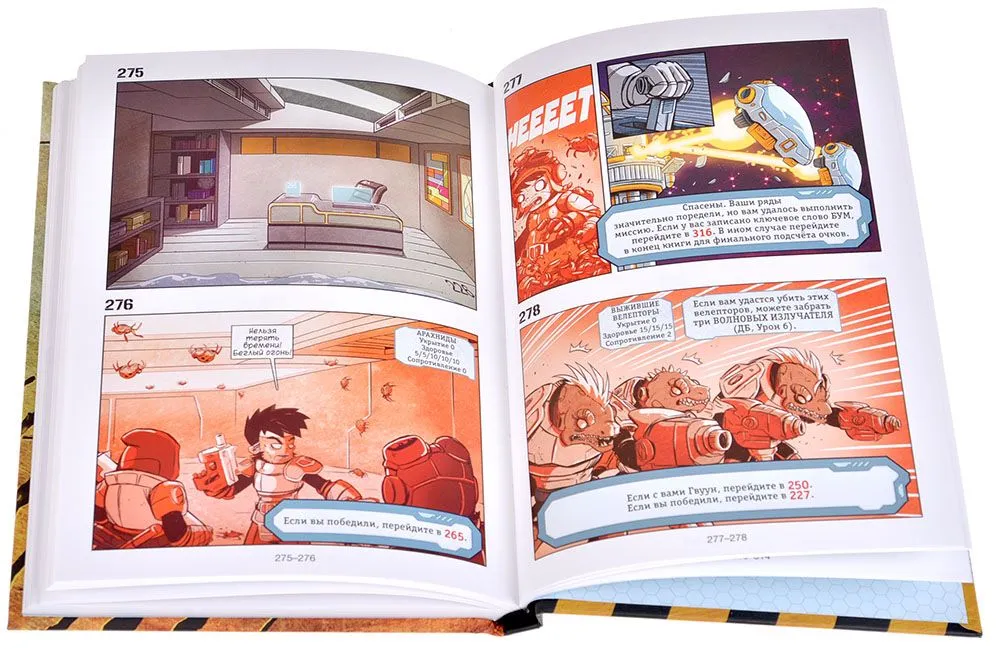 275
276
Нельзя
терять
времени!
Беглый огонь!
АРАХНИДЫ
Укрытие 0
Здоровье
5/5/10/10/10
Сопротивление 0
Если вы победили, перейдите в 265.
275–276
277
НЕЕЕЕТ
Спасены. Ваши ряды
значительно поредели, но вам удалось выполнить
миссию. Если у вас записано ключевое слово БУМ,
перейдите в 316. В ином случае перейдите
в конец книги для финального подсчёта очков.
278
ВЫЖИВШИЕ
ВЕЛЕПТОРЫ
Укрытие 0
Здоровье 15/15/15
Сопротивление 2
Если вам удастся убить этих
велепторов, можете забрать
три ВОЛНОВЫХ ИЗЛУЧАТЕЛЯ
(ДБ, Урон 6).
Если с вами Гвуун, перейдите в 250.
Если вы победили, перейдите в 227.
277–278